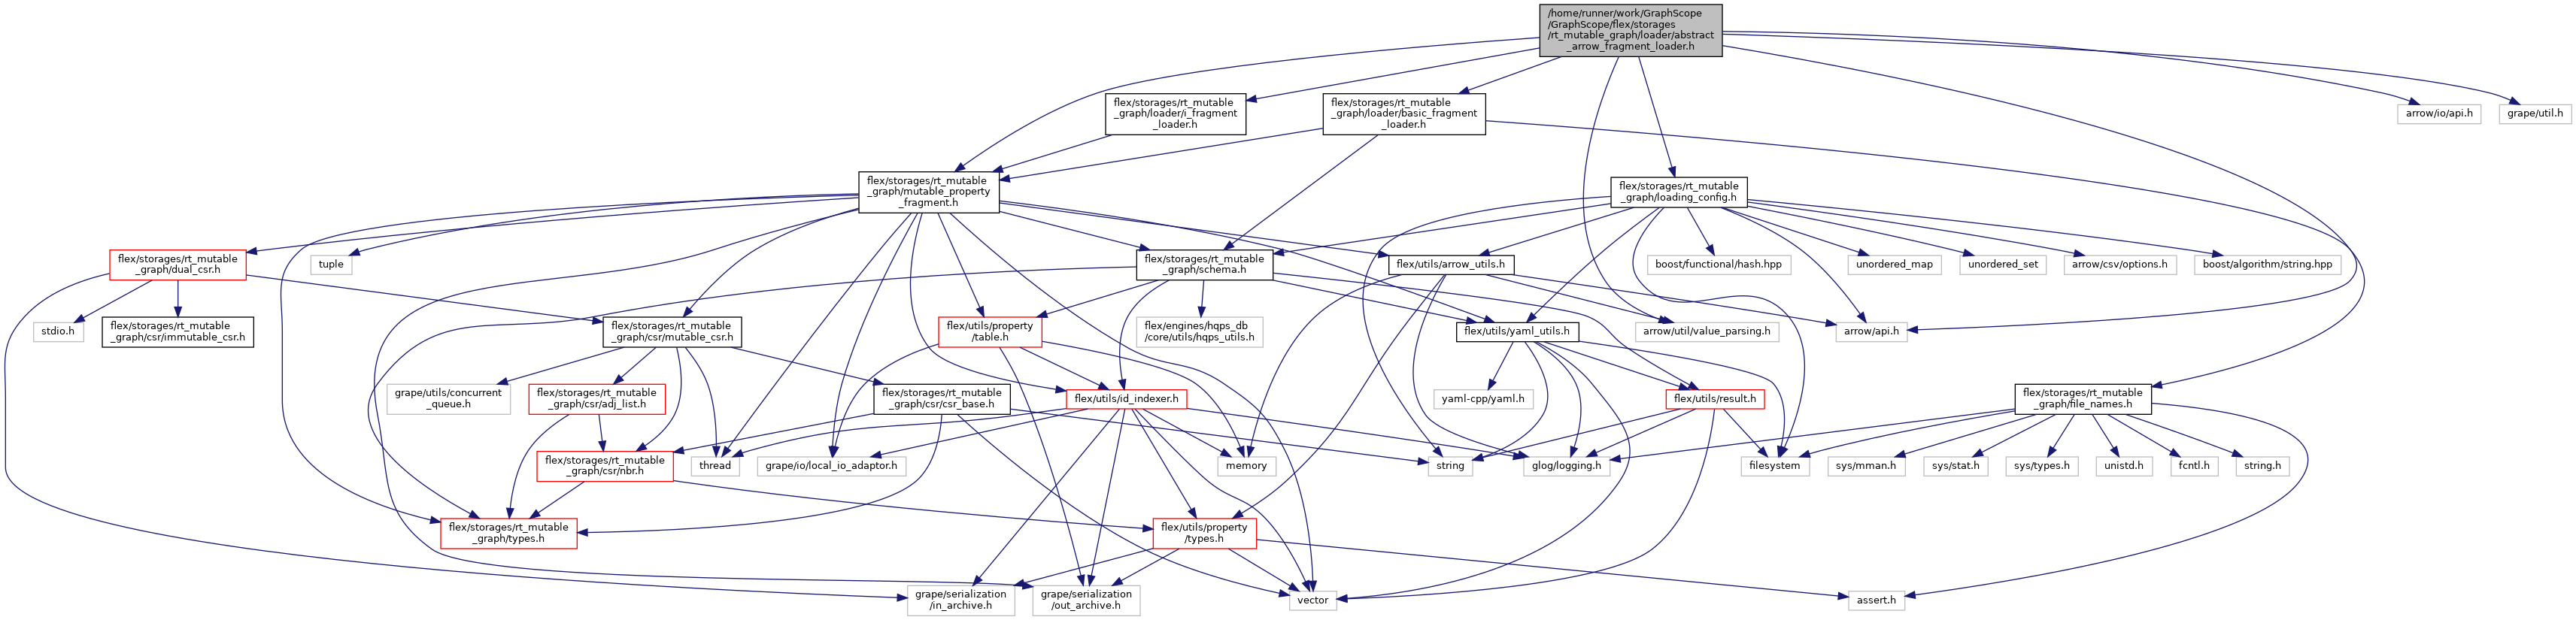 /home/runner/work/GraphScope
/GraphScope/flex/storages
/rt_mutable_graph/loader/abstract
_arrow_fragment_loader.h
flex/storages/rt_mutable
_graph/loader/i_fragment
_loader.h
flex/storages/rt_mutable
_graph/loader/basic_fragment
_loader.h
arrow/io/api.h
grape/util.h
flex/storages/rt_mutable
_graph/mutable_property
_fragment.h
flex/storages/rt_mutable
_graph/loading_config.h
flex/storages/rt_mutable
_graph/dual_csr.h
tuple
flex/storages/rt_mutable
_graph/schema.h
flex/utils/arrow_utils.h
boost/functional/hash.hpp
unordered_map
unordered_set
arrow/csv/options.h
boost/algorithm/string.hpp
stdio.h
flex/storages/rt_mutable
_graph/csr/immutable_csr.h
flex/storages/rt_mutable
_graph/csr/mutable_csr.h
flex/utils/property
/table.h
flex/engines/hqps_db
/core/utils/hqps_utils.h
flex/utils/yaml_utils.h
arrow/util/value_parsing.h
arrow/api.h
grape/utils/concurrent
_queue.h
flex/storages/rt_mutable
_graph/csr/adj_list.h
flex/storages/rt_mutable
_graph/csr/csr_base.h
flex/utils/id_indexer.h
yaml-cpp/yaml.h
flex/utils/result.h
flex/storages/rt_mutable
_graph/file_names.h
flex/storages/rt_mutable
_graph/csr/nbr.h
thread
grape/io/local_io_adaptor.h
memory
string
glog/logging.h
filesystem
sys/mman.h
sys/stat.h
sys/types.h
unistd.h
fcntl.h
string.h
flex/storages/rt_mutable
_graph/types.h
flex/utils/property
/types.h
grape/serialization
/in_archive.h
grape/serialization
/out_archive.h
vector
assert.h